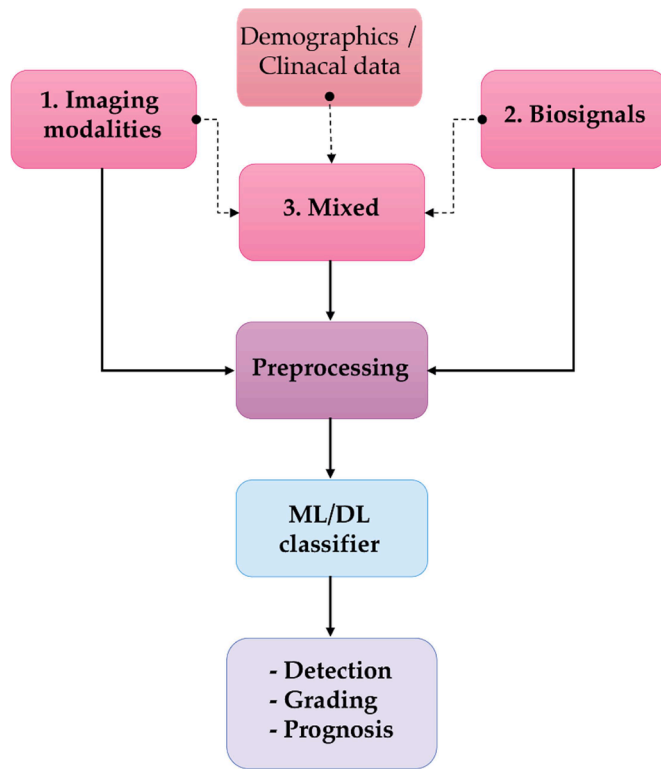 Demographics /
Clinacal data
1. Imaging
modalities
2. Biosignals
3. Mixed
Preprocessing
ML/DL
classifier
- Detection
- Grading
- Prognosis